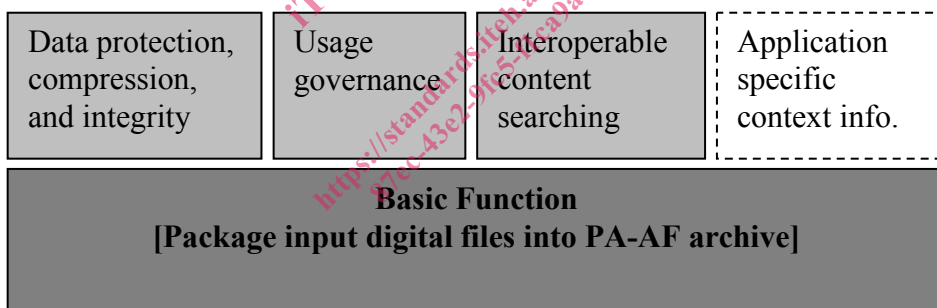 Data protection,
compression,
and integrity
Usage
governance
Interoperable
content
searching
Application
specific
context info.
Basic Function
[Package input digital files into PA-AF archive]